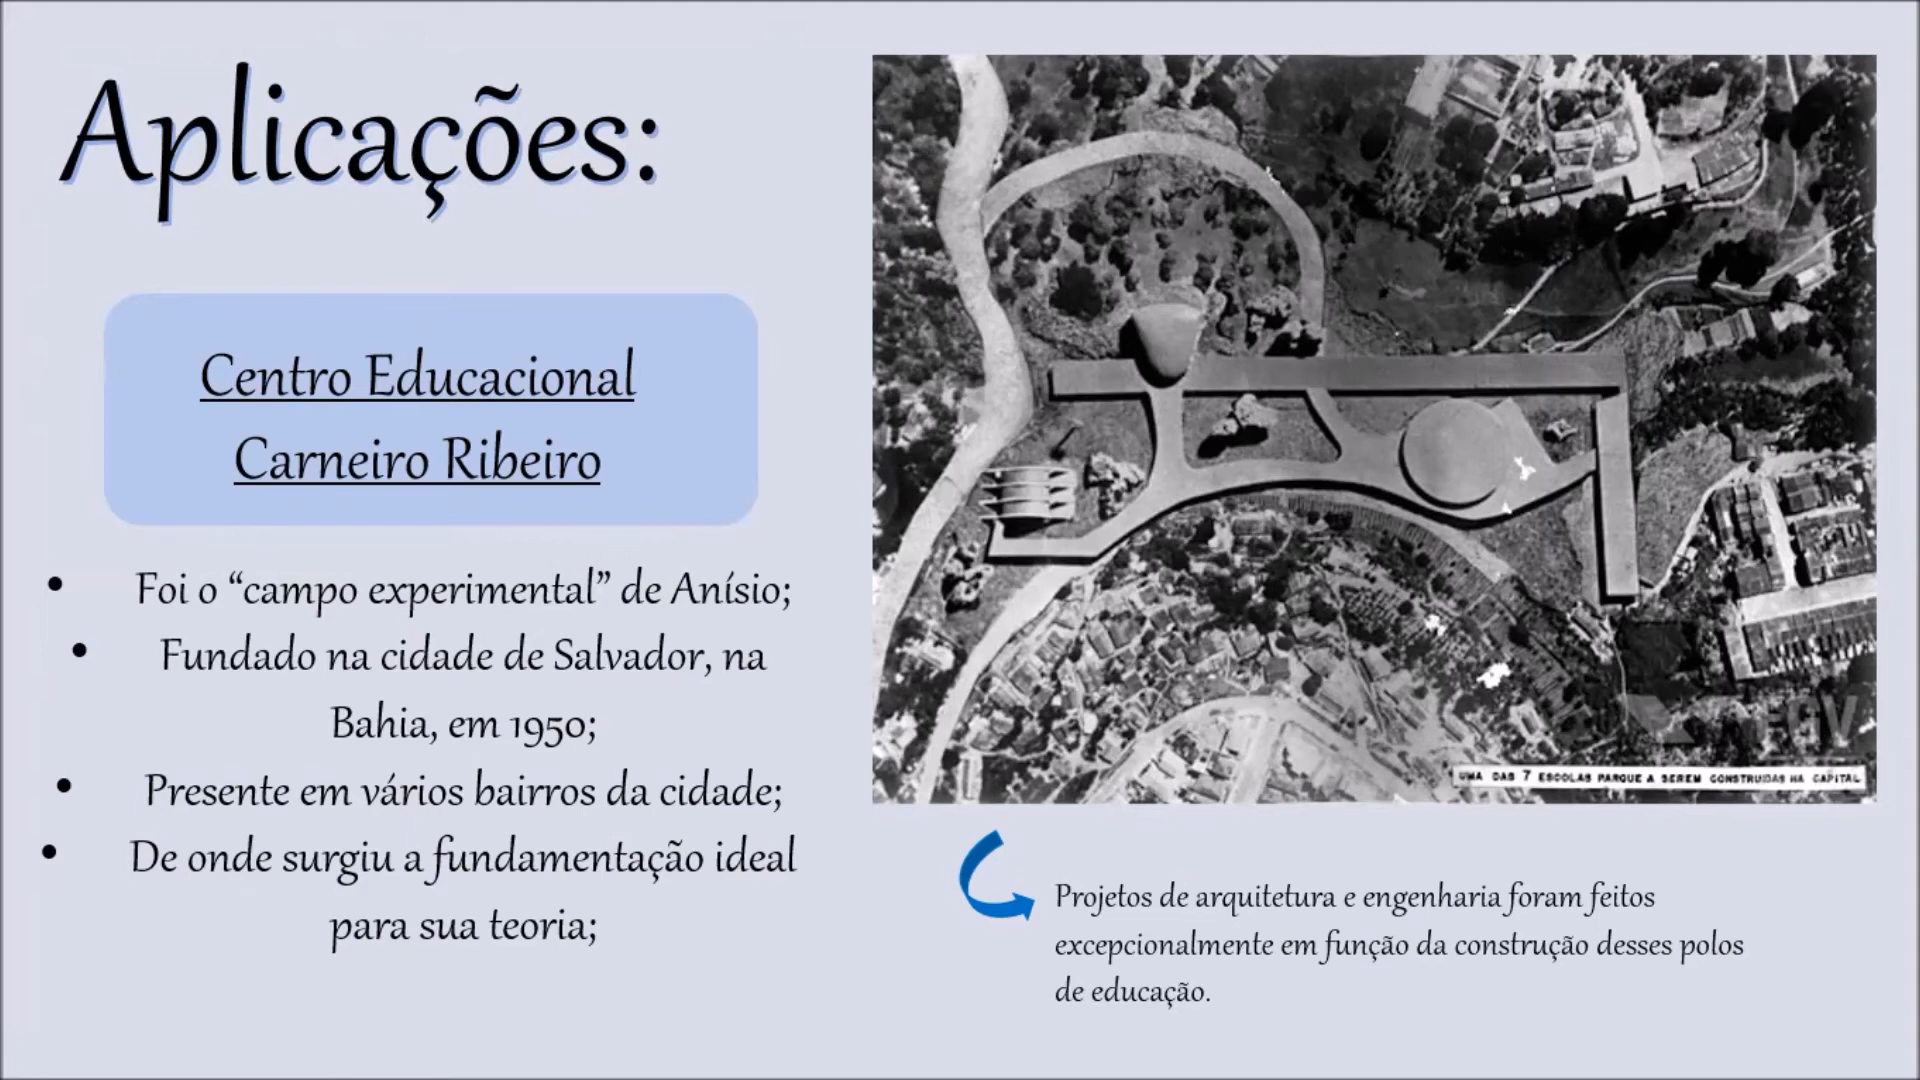 Aplicações:
Centro Educacional
Carneiro Ribeiro
• Foi o “campo experimental” de Anísio;
• Fundado na cidade de Salvador, na
Bahia, em 1950;
• Presente em vários bairros da cidade;
• De onde surgiu a fundamentação ideal
para sua teoria;
UMA DAS 7 ESCOLAS PARQUE A SEREM CONSTRUIDAS NA CAPITAL
FGV
Projetos de arquitetura e engenharia foram feitos
excepcionalmente em função da construção desses polos
de educação.